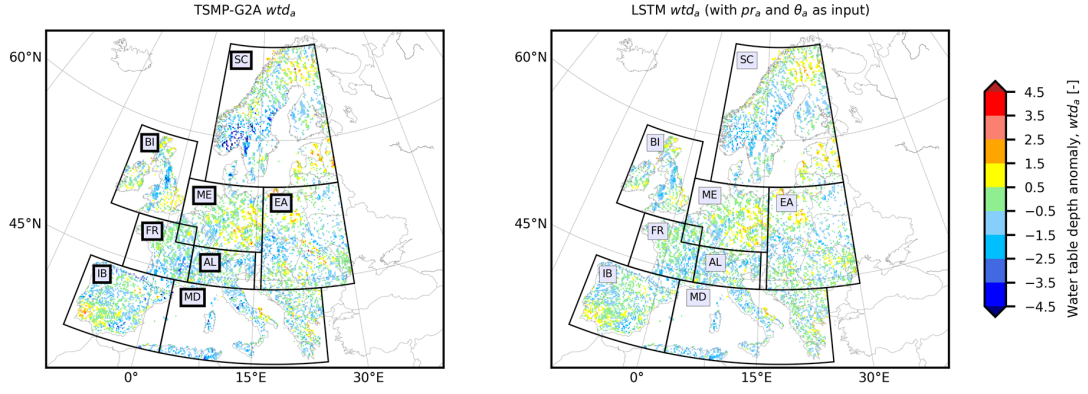 TSMP-G2A wtdₐ
LSTM wtdₐ (with prₐ and θₐ as input)
60°N
45°N
0°
15°E
30°E
SC
BI
ME
EA
FR
AL
IB
MD
0°
15°E
30°E
SC
BI
ME
EA
FR
AL
IB
MD
4.5
3.5
2.5
1.5
0.5
−0.5
−1.5
−2.5
−3.5
−4.5
Water table depth anomaly, wtdₐ [-]